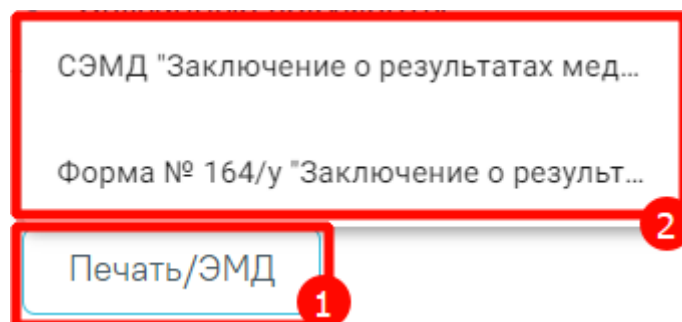 СЭМД "Заключение о результатах мед...
Форма № 164/у "Заключение о результ...
2
Печать/ЭМД
1